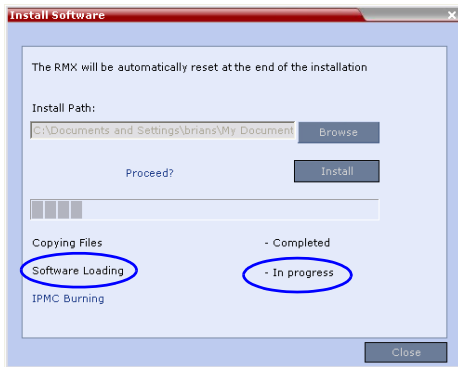 Install Software
The RMX will be automatically reset at the end of the installation
Install Path:
C:\Documents and Settings\brians\My Document
Browse
Proceed?
Install
Copying Files - Completed
Software Loading - In progress
IPMC Burning
Close